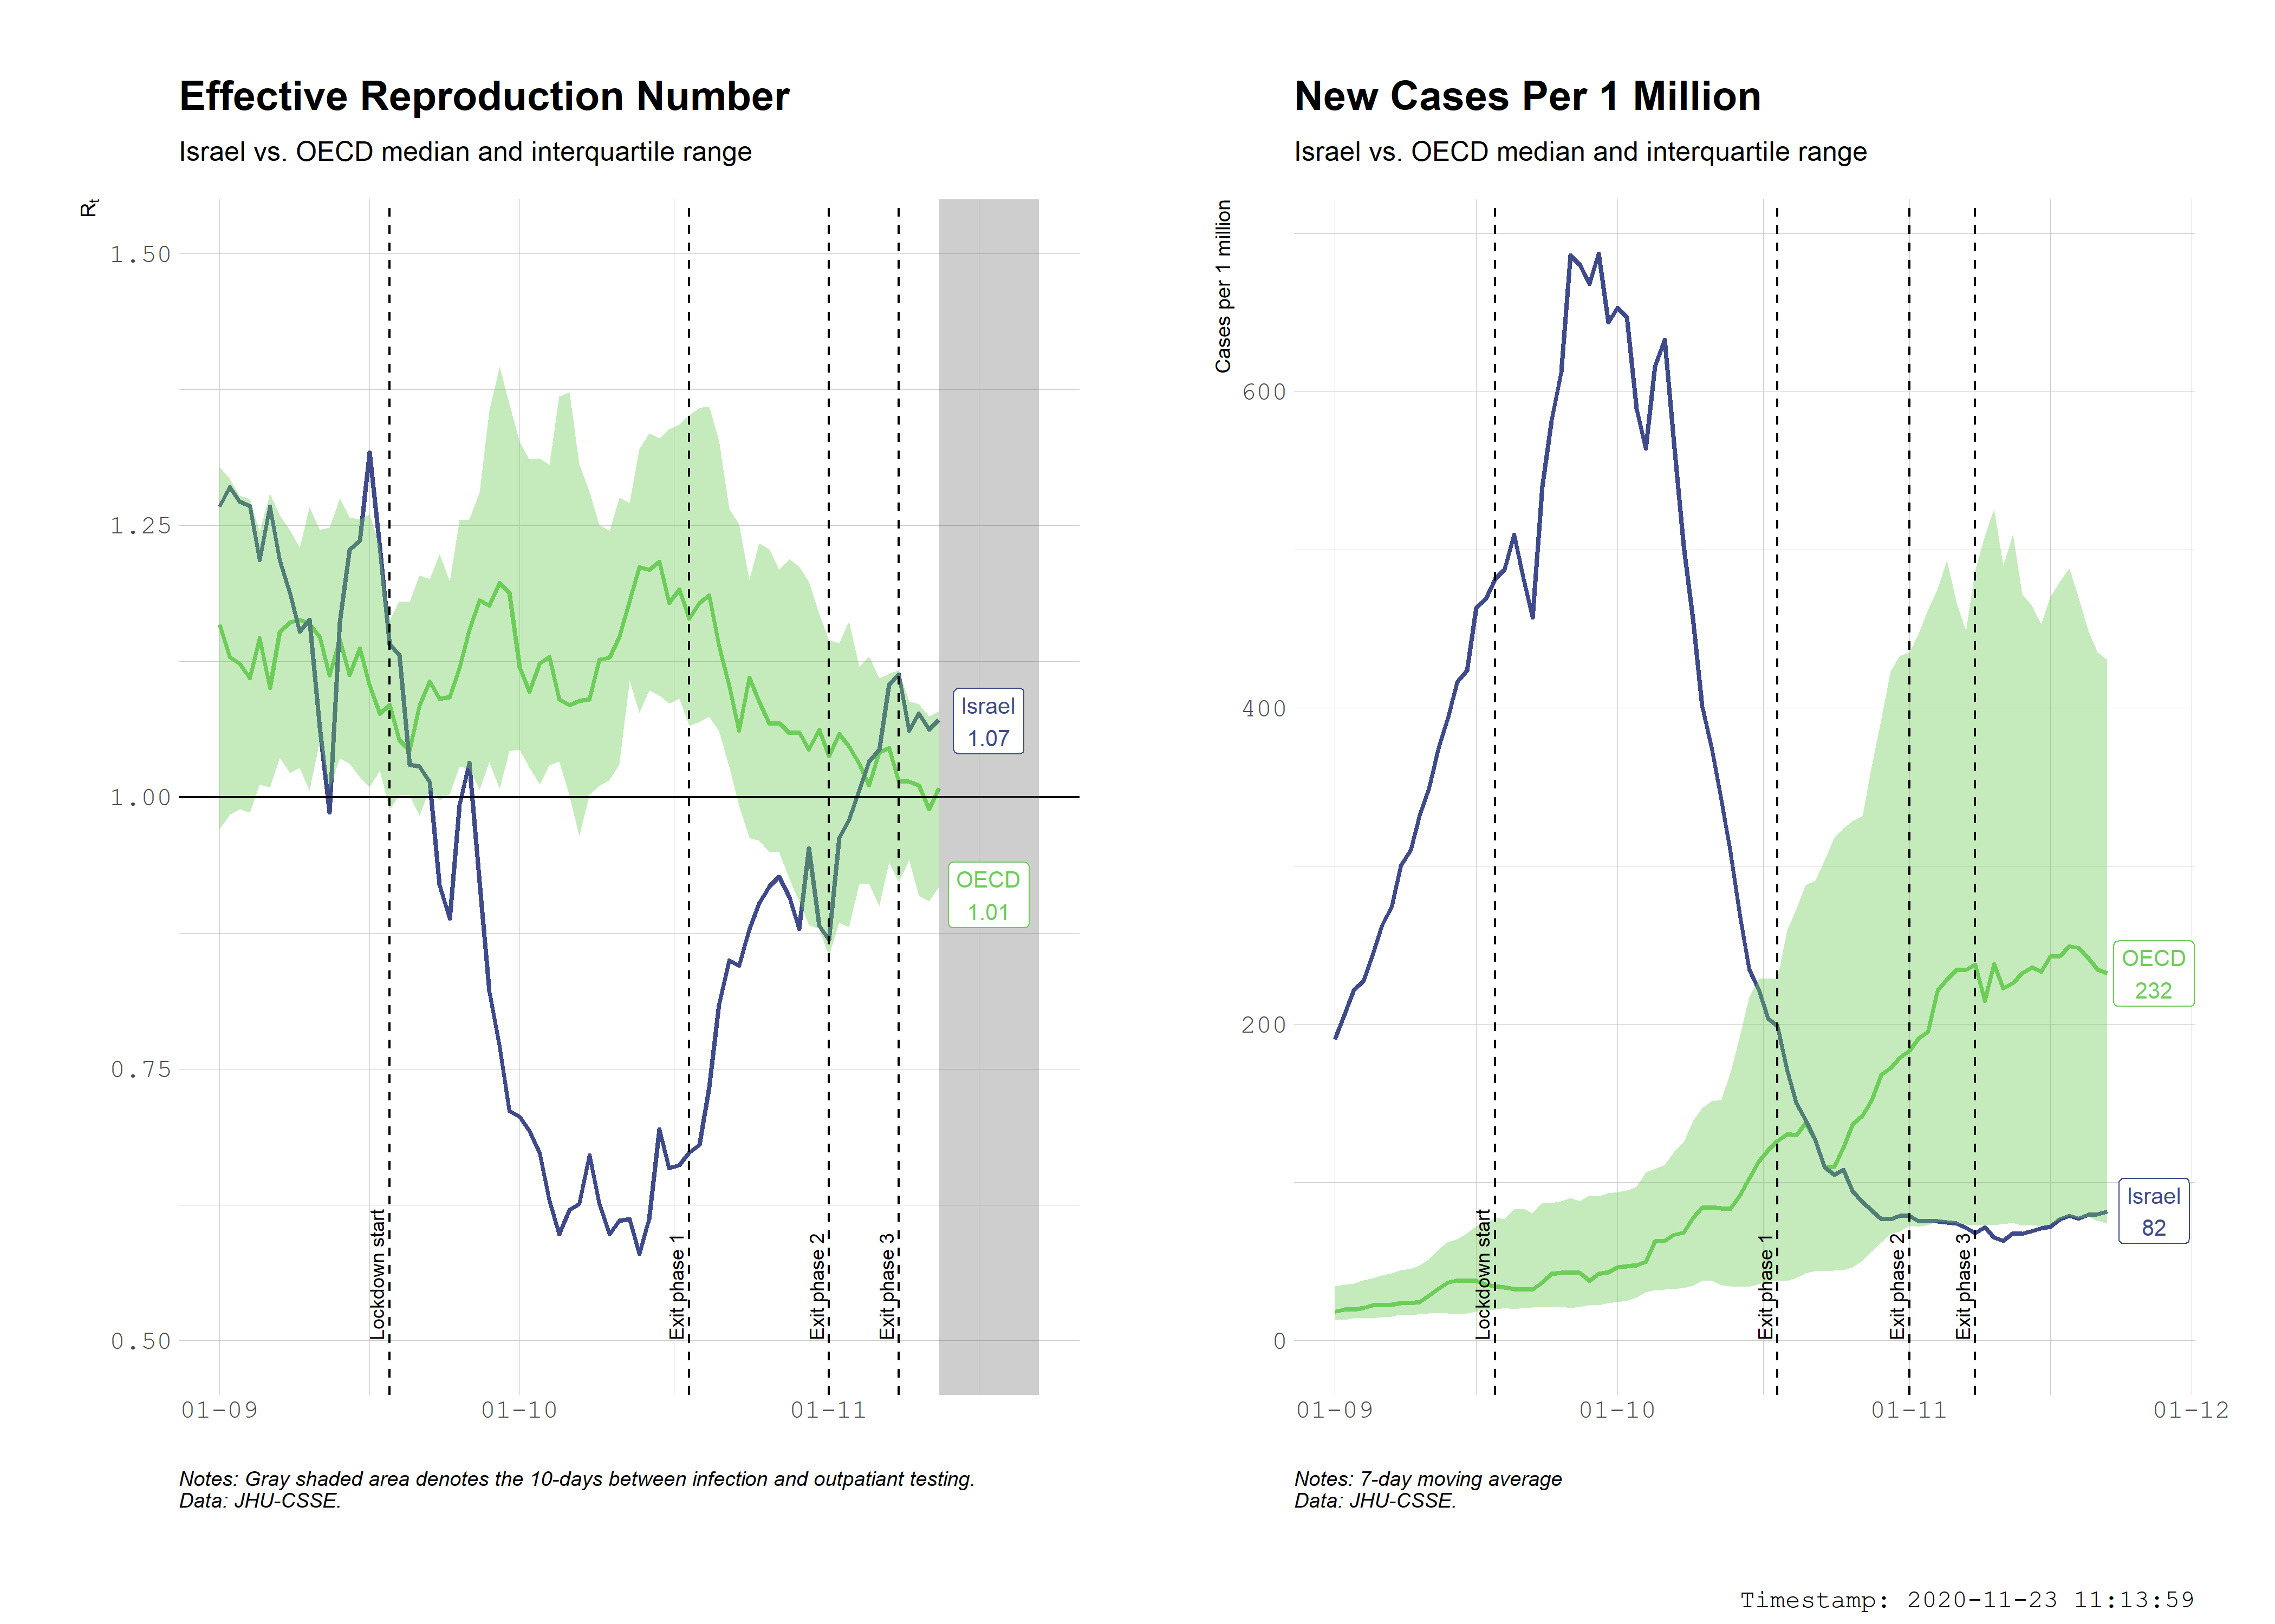 Effective Reproduction Number
Israel vs. OECD median and interquartile range
Rt
1.50
1.25
1.00
0.75
0.50
Lockdown start
Exit phase 1
Exit phase 2
Exit phase 3
Israel
1.07
OECD
1.01
01-09
01-10
01-11
Notes: Gray shaded area denotes the 10-days between infection and outpatiant testing.
Data: JHU-CSSE.
New Cases Per 1 Million
Israel vs. OECD median and interquartile range
Cases per 1 million
600
400
200
0
Lockdown start
Exit phase 1
Exit phase 2
Exit phase 3
OECD
232
Israel
82
01-09
01-10
01-11
01-12
Notes: 7-day moving average
Data: JHU-CSSE.
Timestamp: 2020-11-23 11:13:59